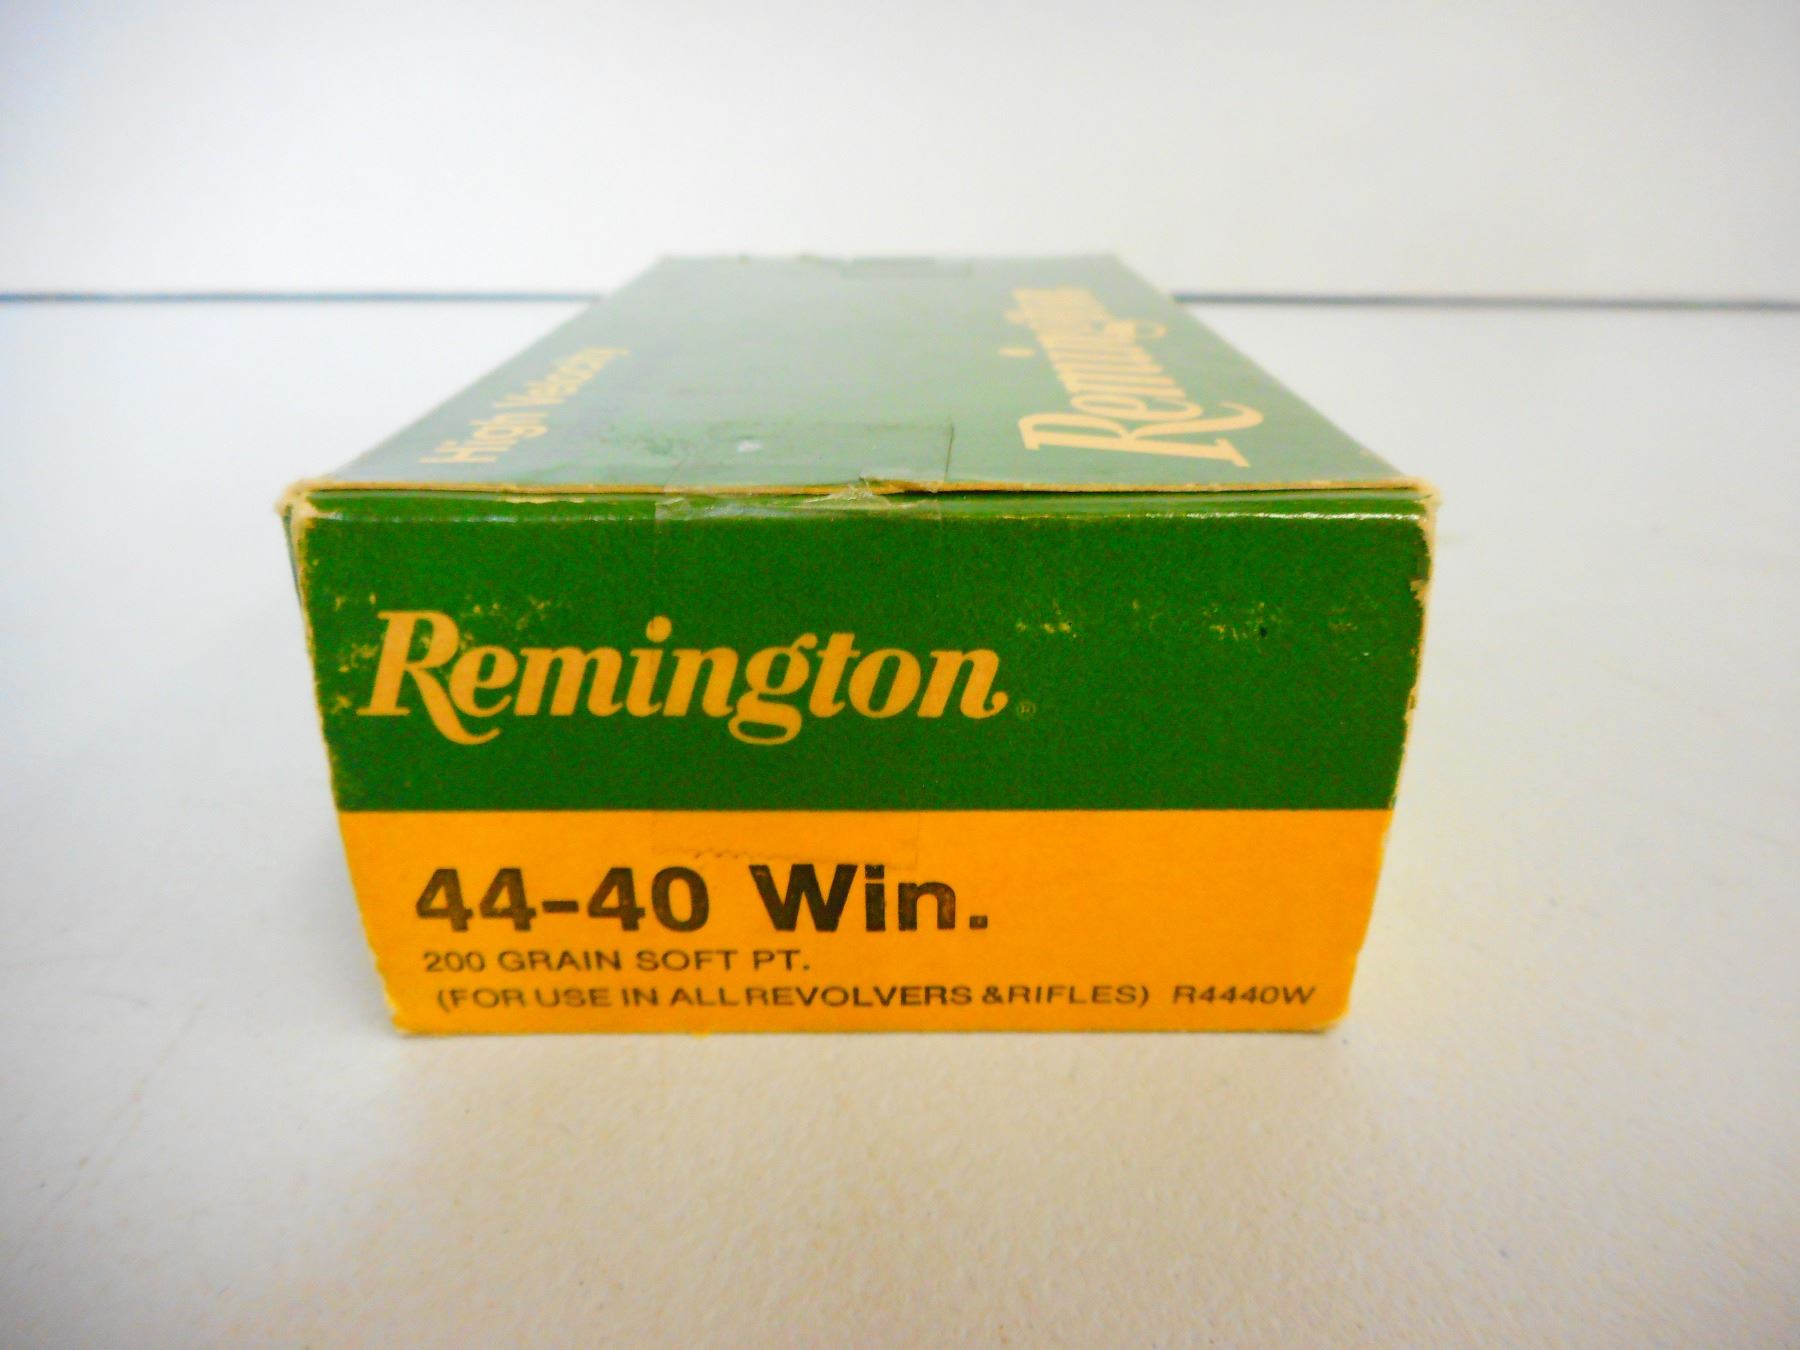 High Velocity
Remington
Remington®
44-40 Win.
200 GRAIN SOFT PT.
(FOR USE IN ALL REVOLVERS & RIFLES) R4440W